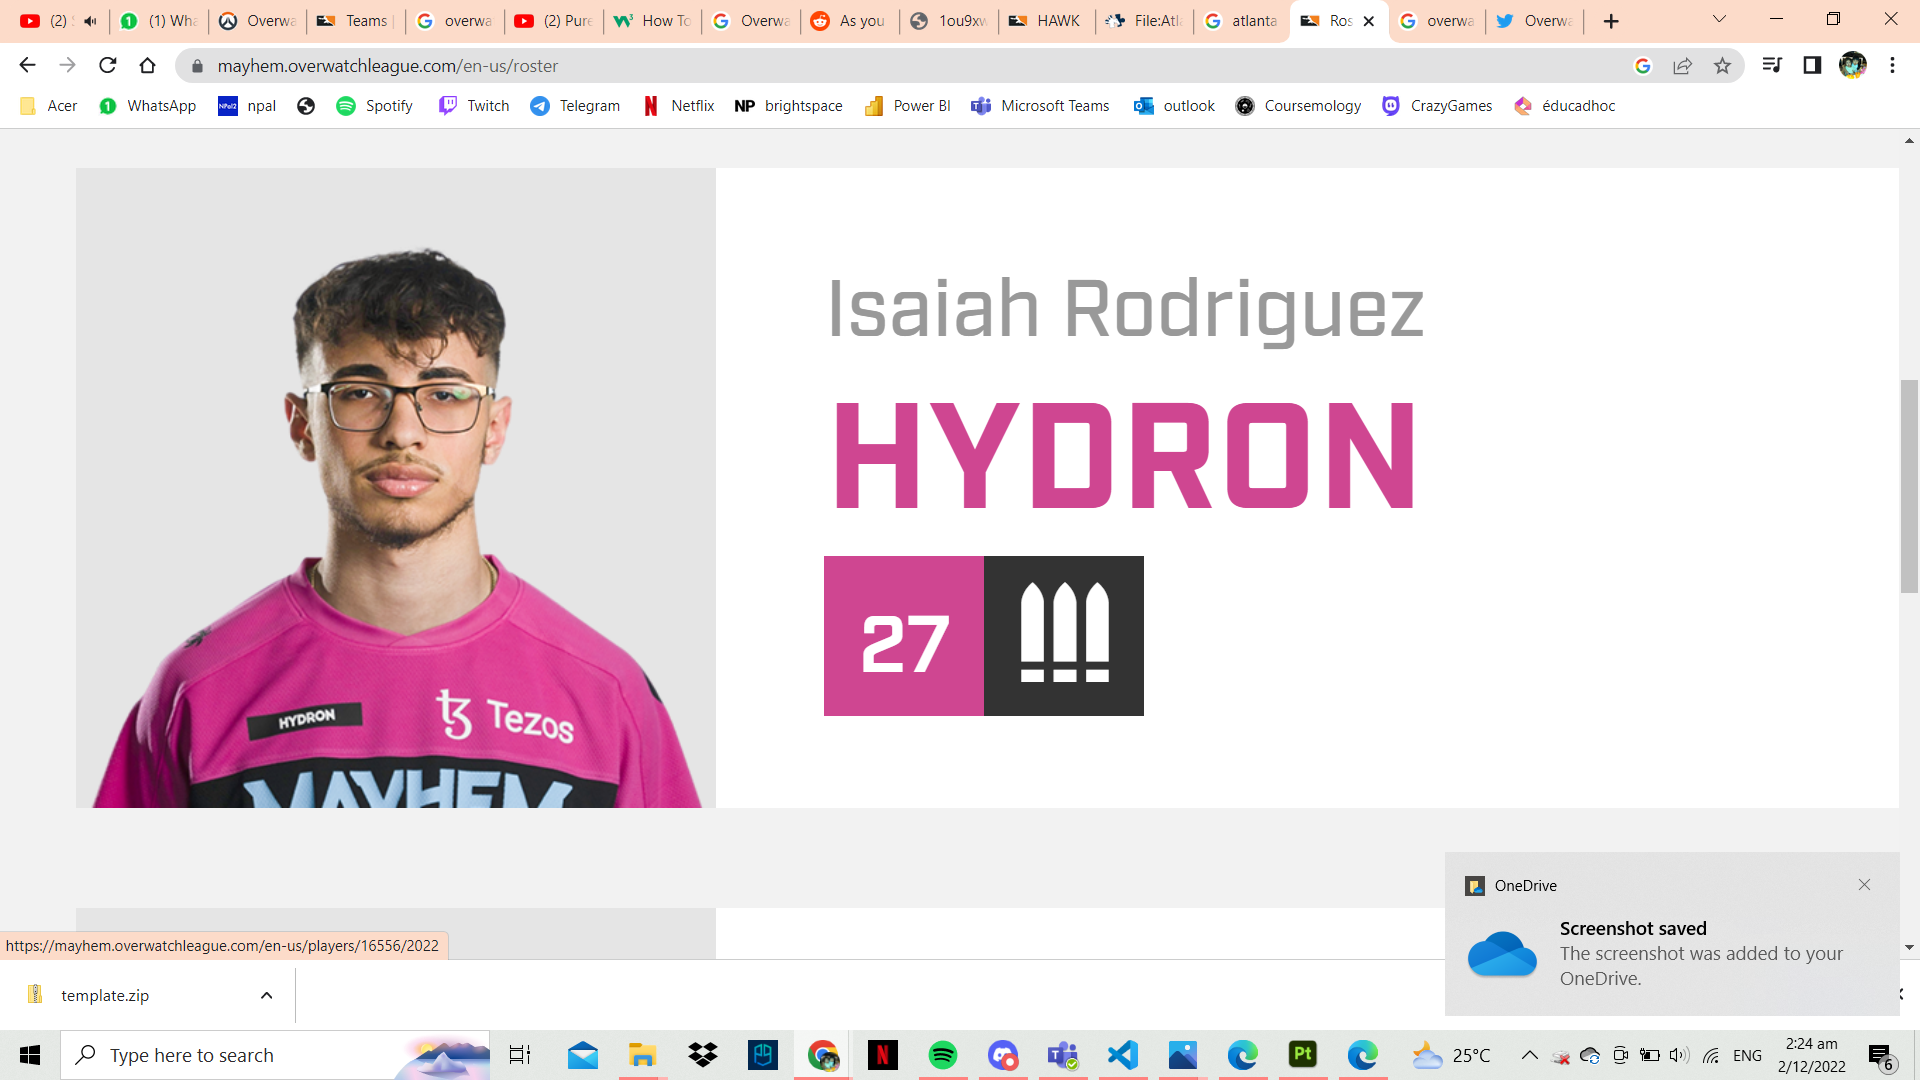 (2) S
(1) Wha
Overwa
Teams |
overwa
(2) Pure
How To
Overwa
As you
1ou9xw
HAWK
File:Atla
atlanta
Ros
overwa
Overwa
mayhem.overwatchleague.com/en-us/roster
Acer
WhatsApp
npal
Spotify
Twitch
Telegram
Netflix
NP brightspace
Power BI
Microsoft Teams
outlook
Coursemology
CrazyGames
éducadhoc
Isaiah Rodriguez
HYDRON
27
HYDRON
Tezos
MAYHEM
OneDrive
Screenshot saved
The screenshot was added to your
OneDrive.
https://mayhem.overwatchleague.com/en-us/players/16556/2022
template.zip
Type here to search
Pt
25°C
ENG
2:24 am
2/12/2022
6